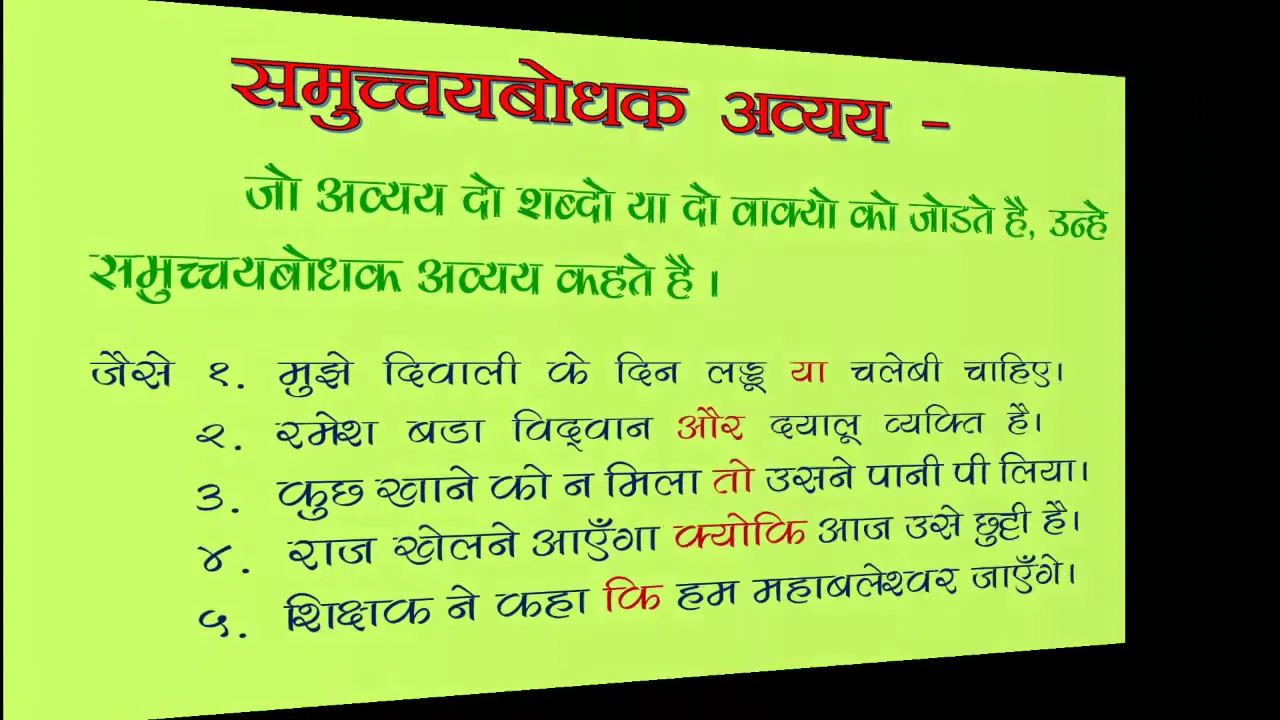 समुच्चयबोधक अव्यय -
जो अव्यय दो शब्दो या दो वाक्यो को जोडते है, उन्हे
समुच्चयबोधक अव्यय कहते है ।
जैसे १. मुझे दिवाली के दिन लड्डू या चलेबी चाहिए।
२. रमेश बडा विद्‌वान और दयालू व्यक्ति है।
३. कुछ खाने को न मिला तो उसने पानी पी लिया।
४. राज खेलने आएँगा क्योकि आज उसे छुट्टी है।
५. शिक्षक ने कहा कि हम महाबलेश्वर जाएँगे।